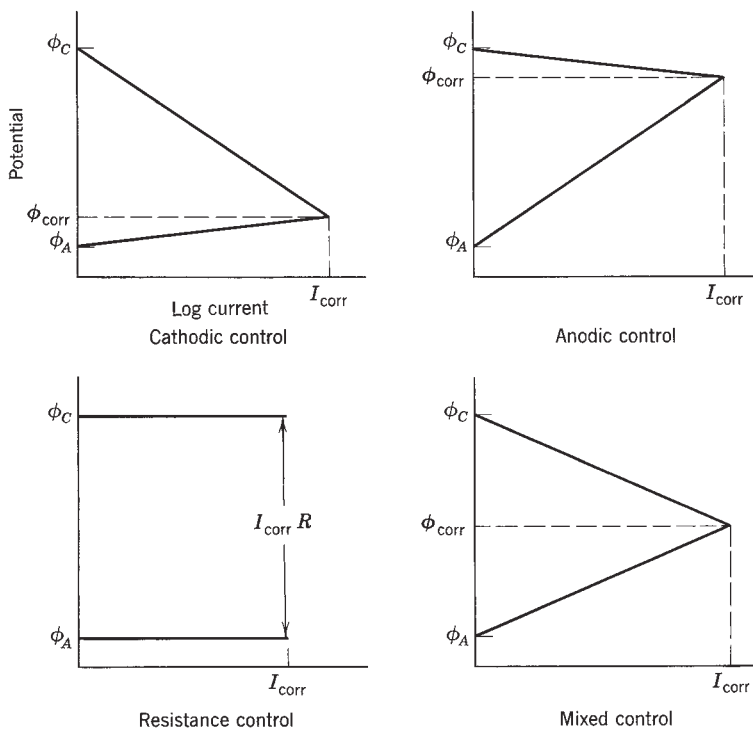 ϕC
Potential
ϕcorr
ϕA
Icorr
Log current
Cathodic control
ϕC
ϕcorr
ϕA
Icorr
Anodic control
ϕC
Icorr R
ϕA
Icorr
Resistance control
ϕC
ϕcorr
ϕA
Icorr
Mixed control